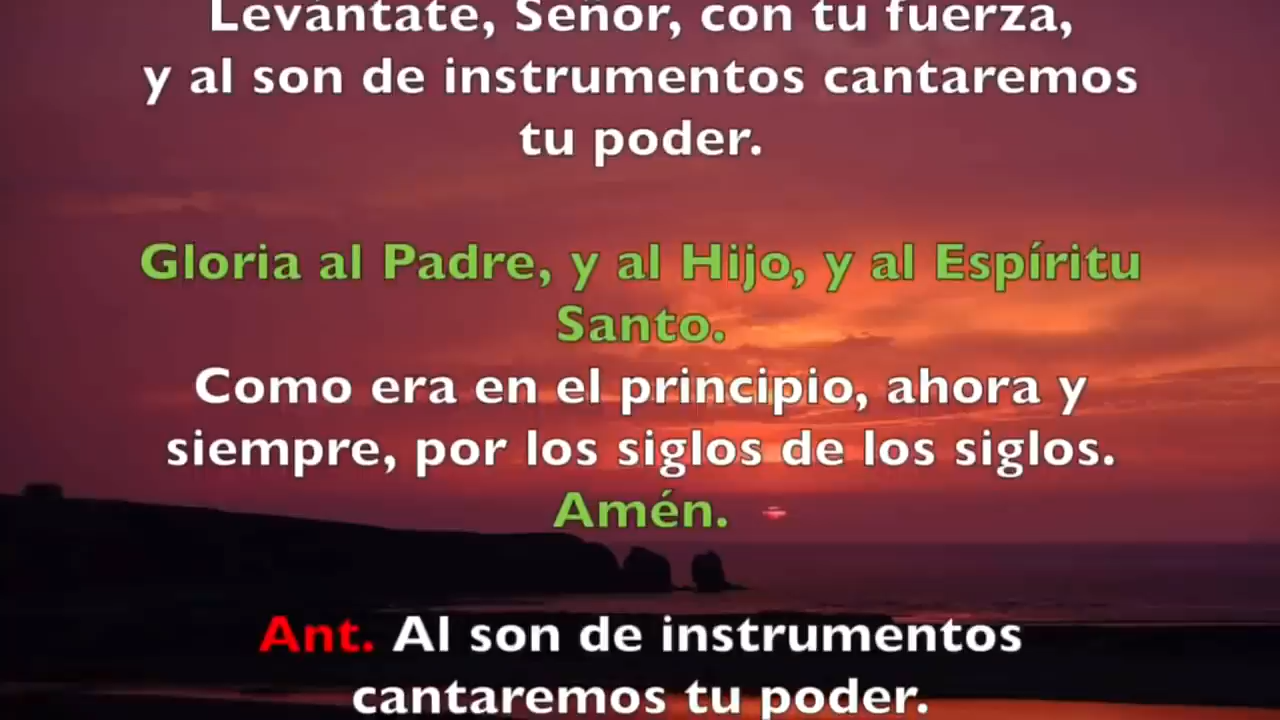 Levántate, Señor, con tu fuerza,
y al son de instrumentos cantaremos
tu poder.
Gloria al Padre, y al Hijo, y al Espíritu
Santo.
Como era en el principio, ahora y
siempre, por los siglos de los siglos.
Amén.
Ant. Al son de instrumentos
cantaremos tu poder.